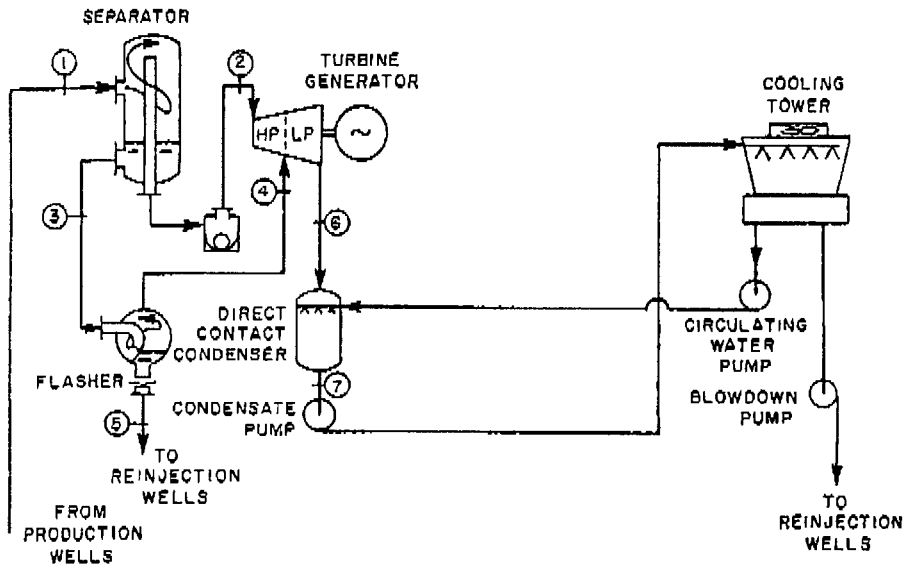 SEPARATOR
1
2
TURBINE
GENERATOR
HP LP
~
COOLING
TOWER
3
4
6
DIRECT
CONTACT
CONDENSER
CIRCULATING
WATER
PUMP
FLASHER
7
5
CONDENSATE
PUMP
BLOWDOWN
PUMP
TO
REINJECTION
WELLS
FROM
PRODUCTION
WELLS
TO
REINJECTION
WELLS